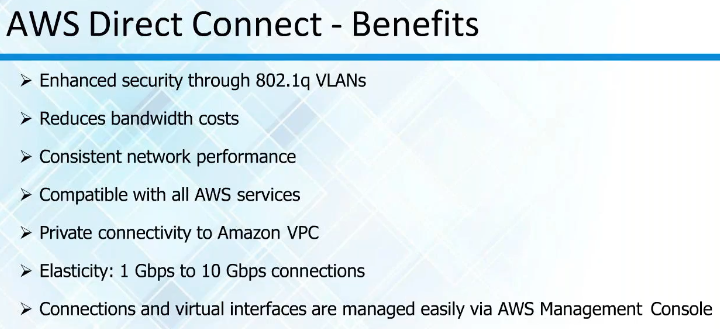 AWS Direct Connect - Benefits
➢ Enhanced security through 802.1q VLANs
➢ Reduces bandwidth costs
➢ Consistent network performance
➢ Compatible with all AWS services
➢ Private connectivity to Amazon VPC
➢ Elasticity: 1 Gbps to 10 Gbps connections
➢ Connections and virtual interfaces are managed easily via AWS Management Console